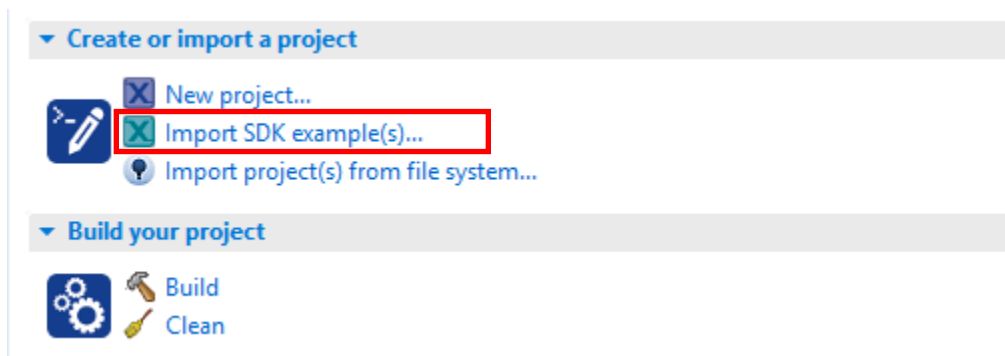 Create or import a project
New project...
Import SDK example(s)...
Import project(s) from file system...
Build your project
Build
Clean